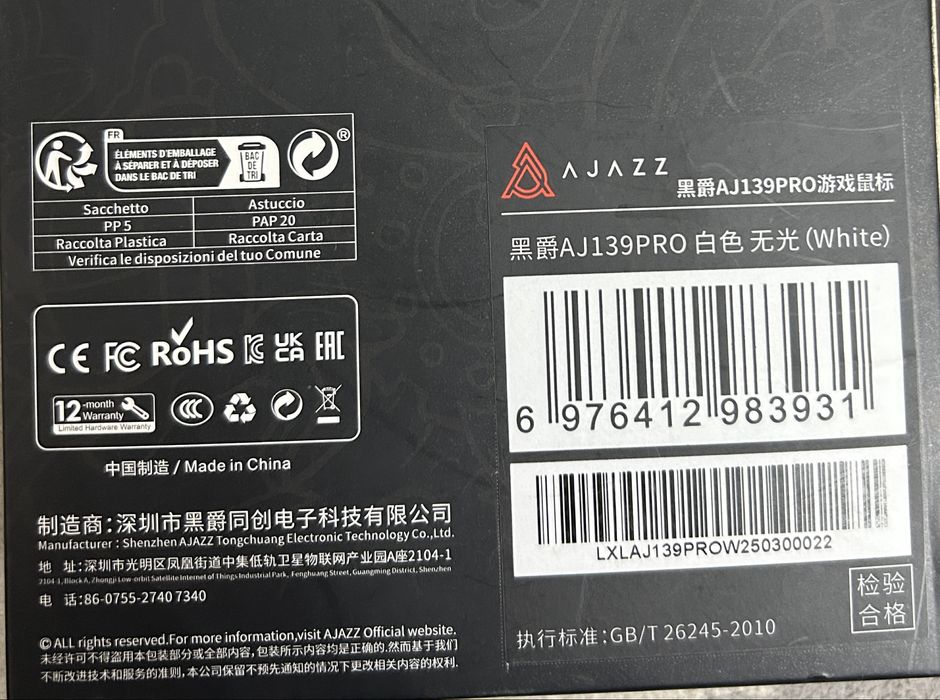 FR
ÉLÉMENTS D'EMBALLAGE
À SÉPARER ET À DÉPOSER
DANS LE BAC DE TRI
BAC
DE
TRI
®
Sacchetto
Astuccio
PP 5
PAP 20
Raccolta Plastica
Raccolta Carta
Verifica le disposizioni del tuo Comune
CE FC RoHS KC UK
CA EAC
12-month
Warranty
Limited Hardware Warranty
CCC
中国制造 / Made in China
制造商:深圳市黑爵同创电子科技有限公司
Manufacturer : Shenzhen AJAZZ Tongchuang Electronic Technology Co.,Ltd.
地 址:深圳市光明区凤凰街道中集低轨卫星物联网产业园A座2104-1
2104-1, Block A, Zhongji Low-orbit Satellite Internet of Things Industrial Park, Fenghuang Street, Guangming District, Shenzhen
电 话:86-0755-2740 7340
© ALL rights reserved.For more information,visit AJAZZ Official website.
未经许可不得盗用本包装部分或全部内容,包装所示内容均是正确的.然而基于我们
不断改进技术和服务的准则,本公司保留不预先通知的情况下更改相关内容的权利.
AJAZZ
黑爵AJ139PRO游戏鼠标
黑爵AJ139PRO 白色 无光(White)
6 976412 983931
LXLAJ139PROW250300022
检验
合格
执行标准:GB/T 26245-2010